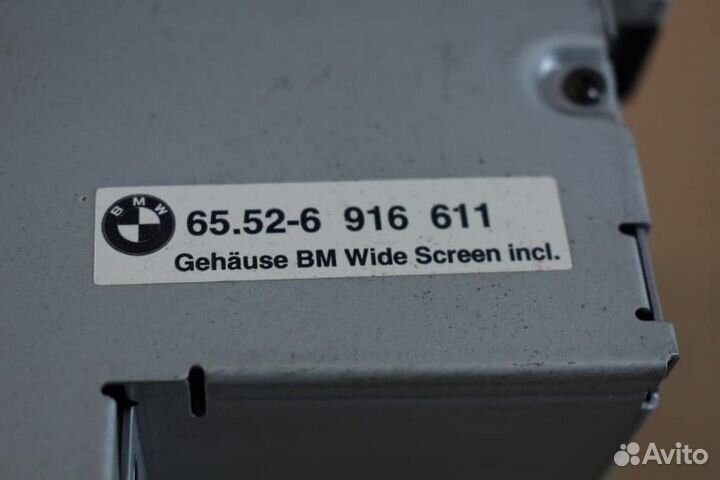 BMW
65.52-6 916 611
Gehäuse BM Wide Screen incl.
Avito